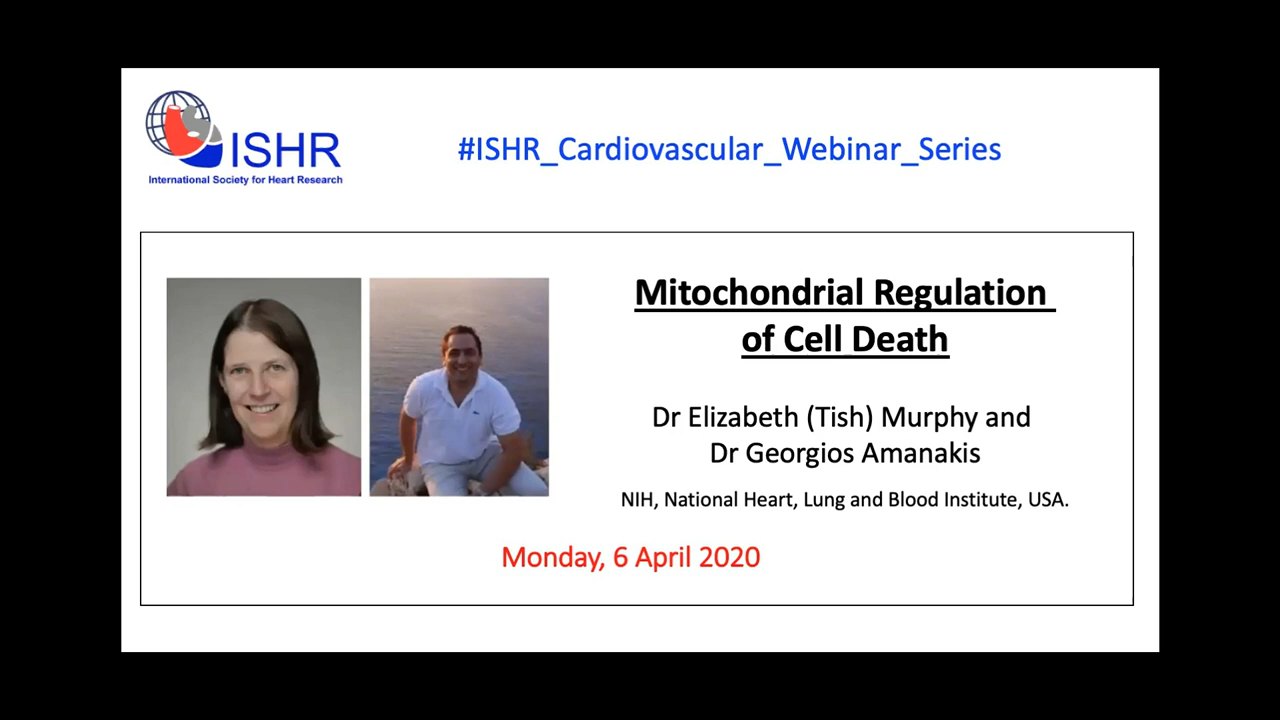 ISHR
International Society for Heart Research
#ISHR_Cardiovascular_Webinar_Series
Mitochondrial Regulation
of Cell Death
Dr Elizabeth (Tish) Murphy and
Dr Georgios Amanakis
NIH, National Heart, Lung and Blood Institute, USA.
Monday, 6 April 2020